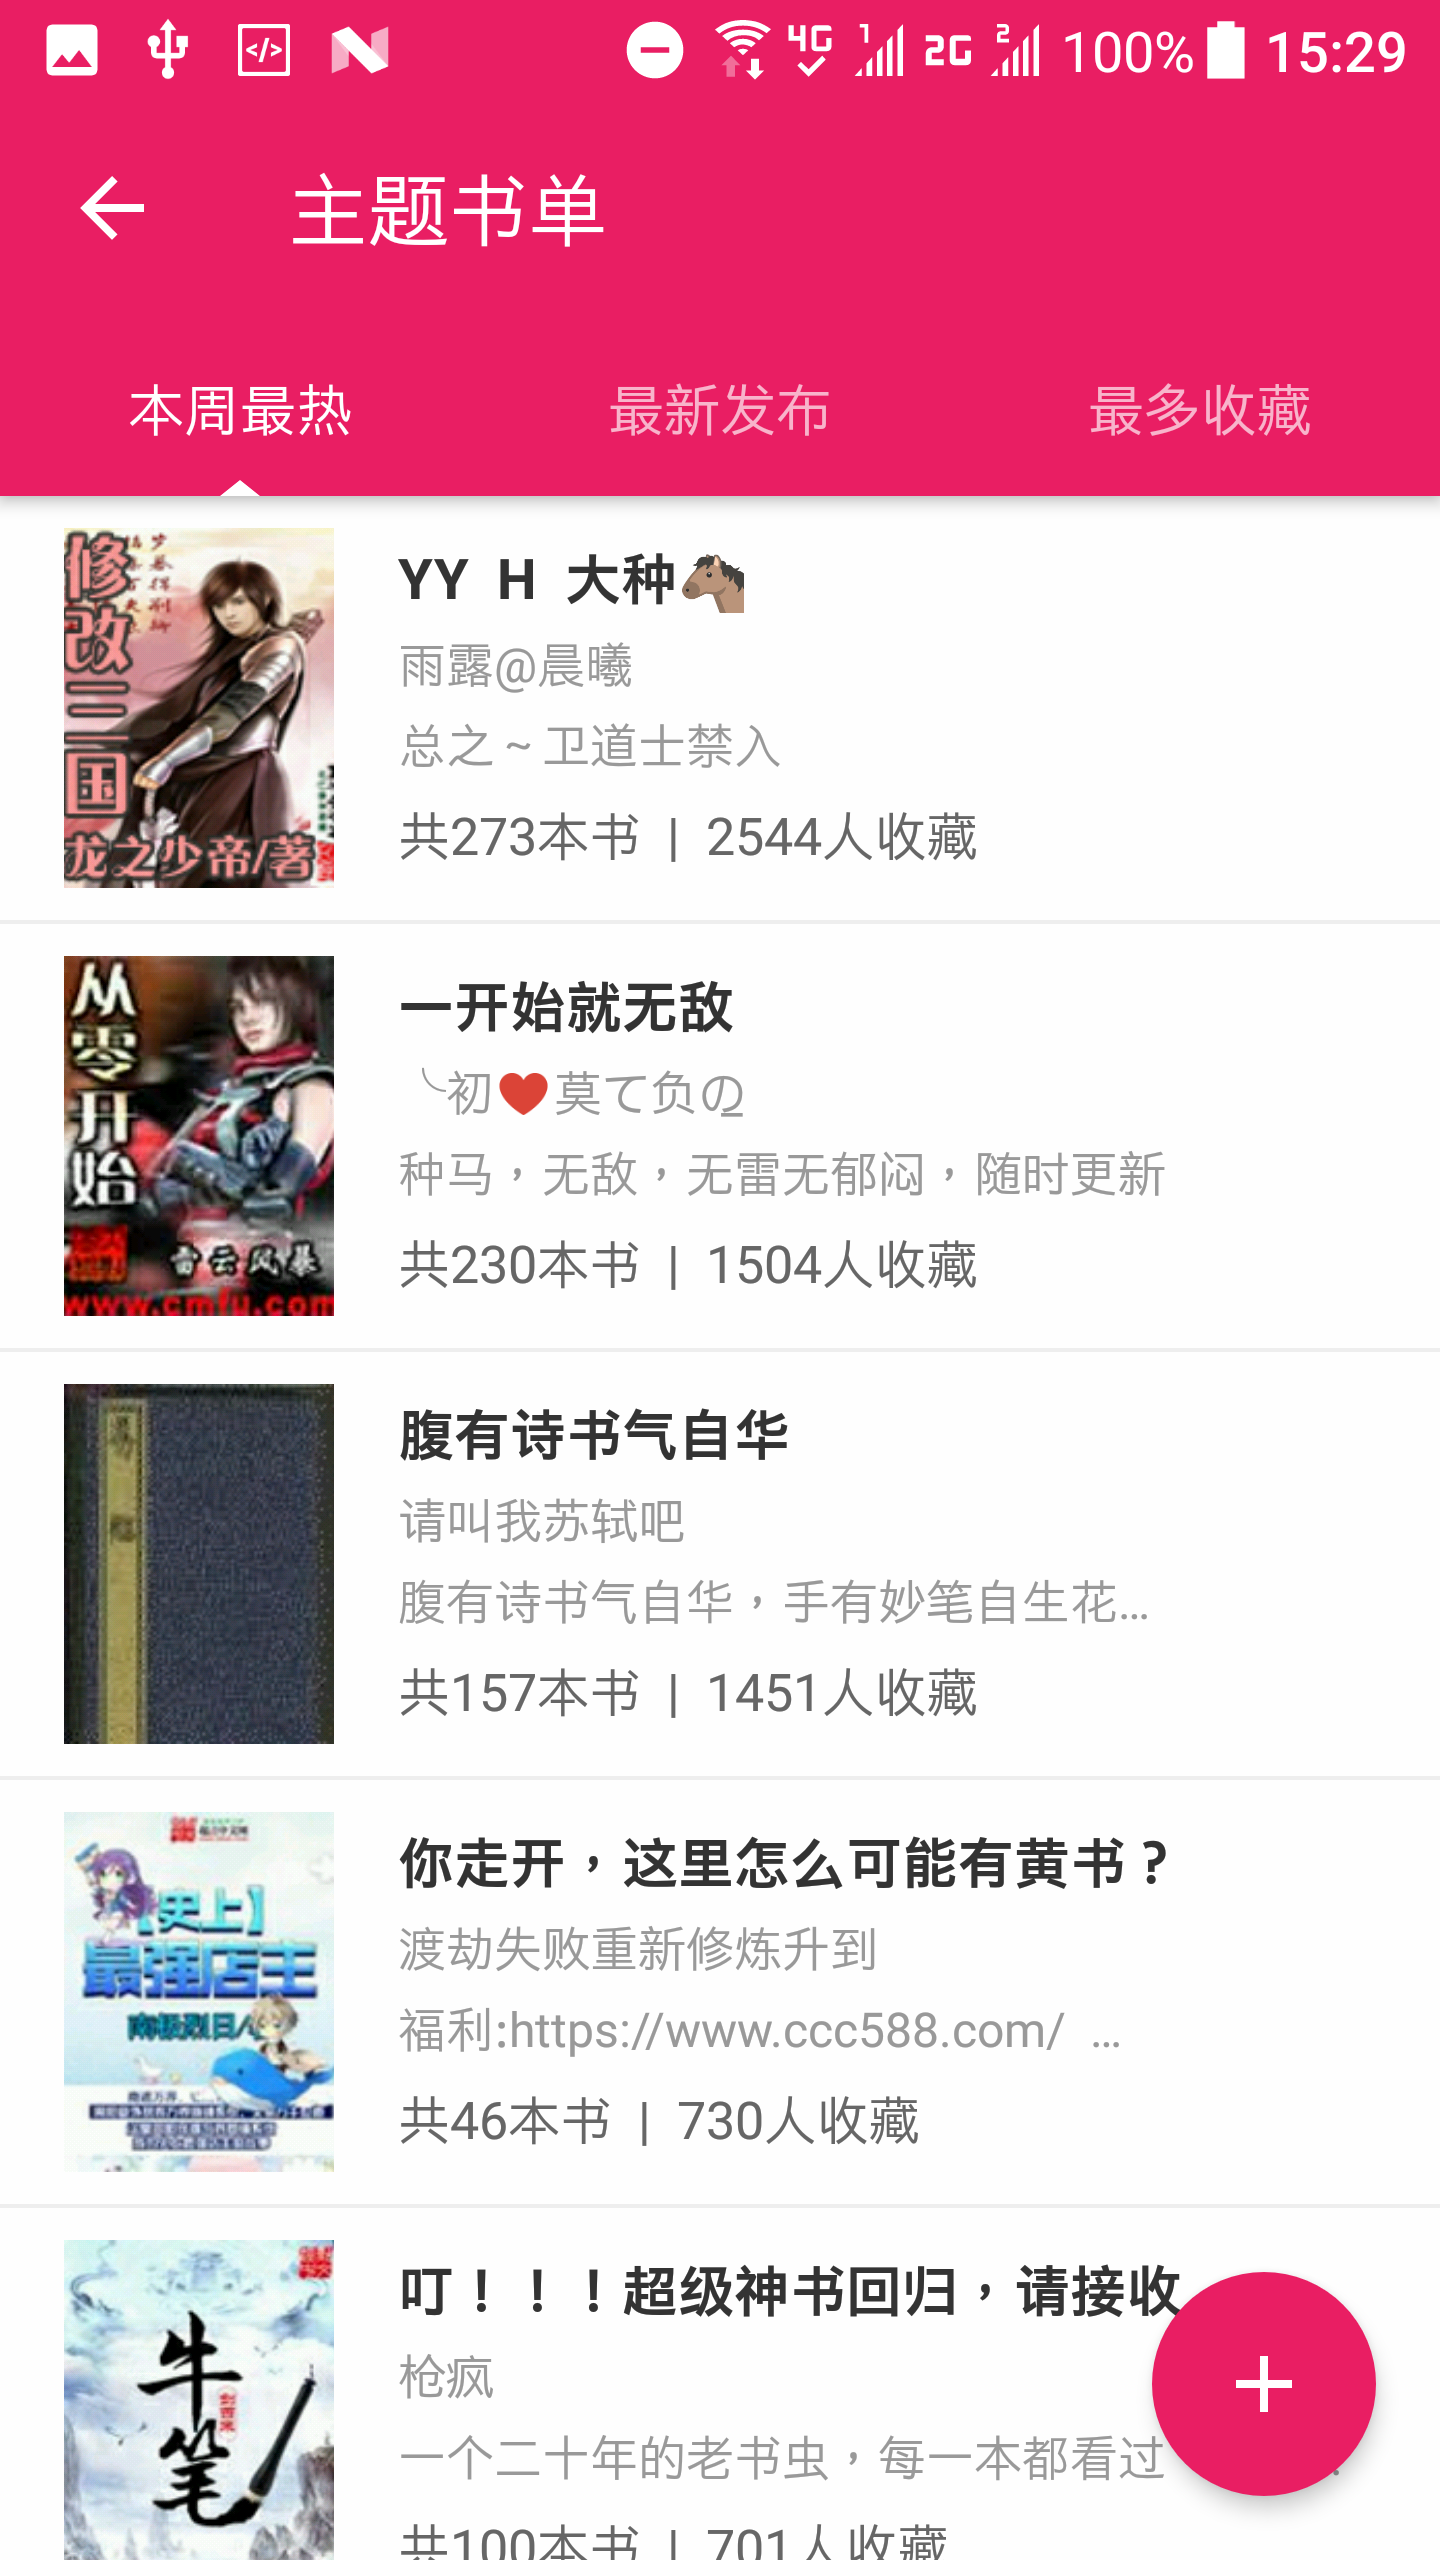 4G 1 2G 2 100% 15:29
主题书单
本周最热 最新发布 最多收藏
修改三国
龙之少帝/著
YY H 大种🐴
雨露@晨曦
总之～卫道士禁入
共273本书 | 2544人收藏
从零开始
雷云风暴
www.cmfu.com
一开始就无敌
╰初❤️莫て负の
种马，无敌，无雷无郁闷，随时更新
共230本书 | 1504人收藏
腹有诗书气自华
请叫我苏轼吧
腹有诗书气自华，手有妙笔自生花...
共157本书 | 1451人收藏
【史上】
最强店主
南极烈日/
你走开，这里怎么可能有黄书？
渡劫失败重新修炼升到
福利:https://www.ccc588.com/ ...
共46本书 | 730人收藏
牛笔
叮！！！超级神书回归，请接收
枪疯
一个二十年的老书虫，每一本都看过
共100本书 | 701人收藏